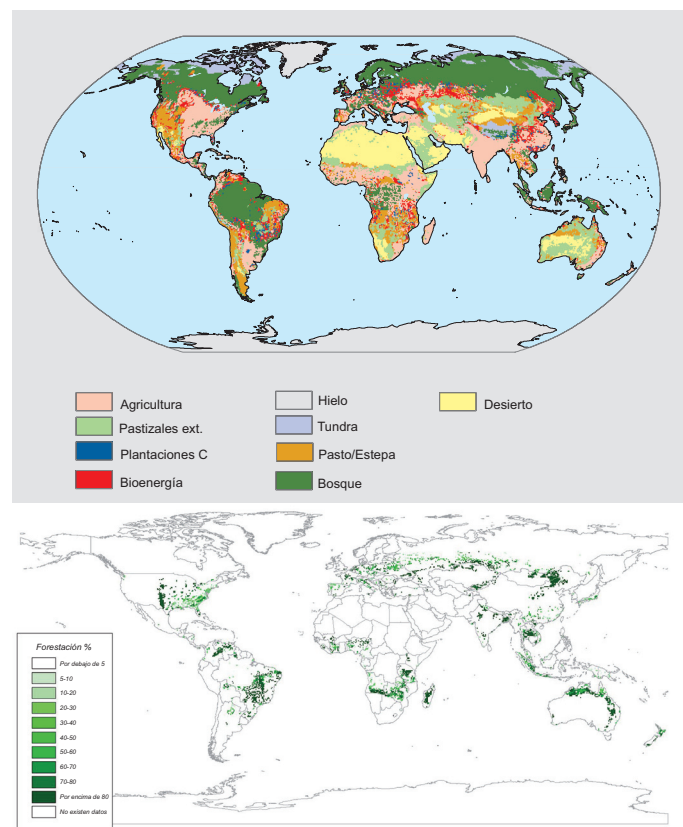 Agricultura
Pastizales ext.
Plantaciones C
Bioenergía
Hielo
Tundra
Pasto/Estepa
Bosque
Desierto
Forestación %
Por debajo de 5
5-10
10-20
20-30
30-40
40-50
50-60
60-70
70-80
Por encima de 80
No existen datos